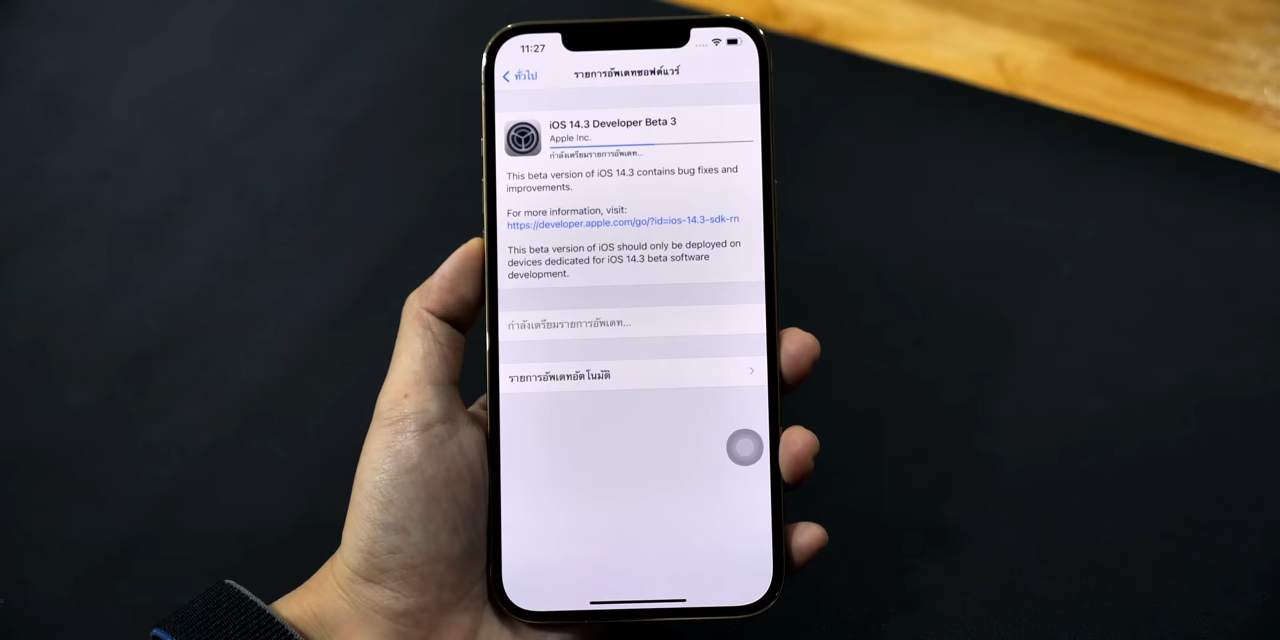 11:27
ทั่วไป
รายการอัพเดทซอฟต์แวร์
iOS 14.3 Developer Beta 3
Apple Inc.
กำลังเตรียมรายการอัพเดท...
This beta version of iOS 14.3 contains bug fixes and
improvements.
For more information, visit:
https://developer.apple.com/go/?id=ios-14.3-sdk-rn
This beta version of iOS should only be deployed on
devices dedicated for iOS 14.3 beta software
development.
กำลังเตรียมรายการอัพเดท...
รายการอัพเดทอัตโนมัติ